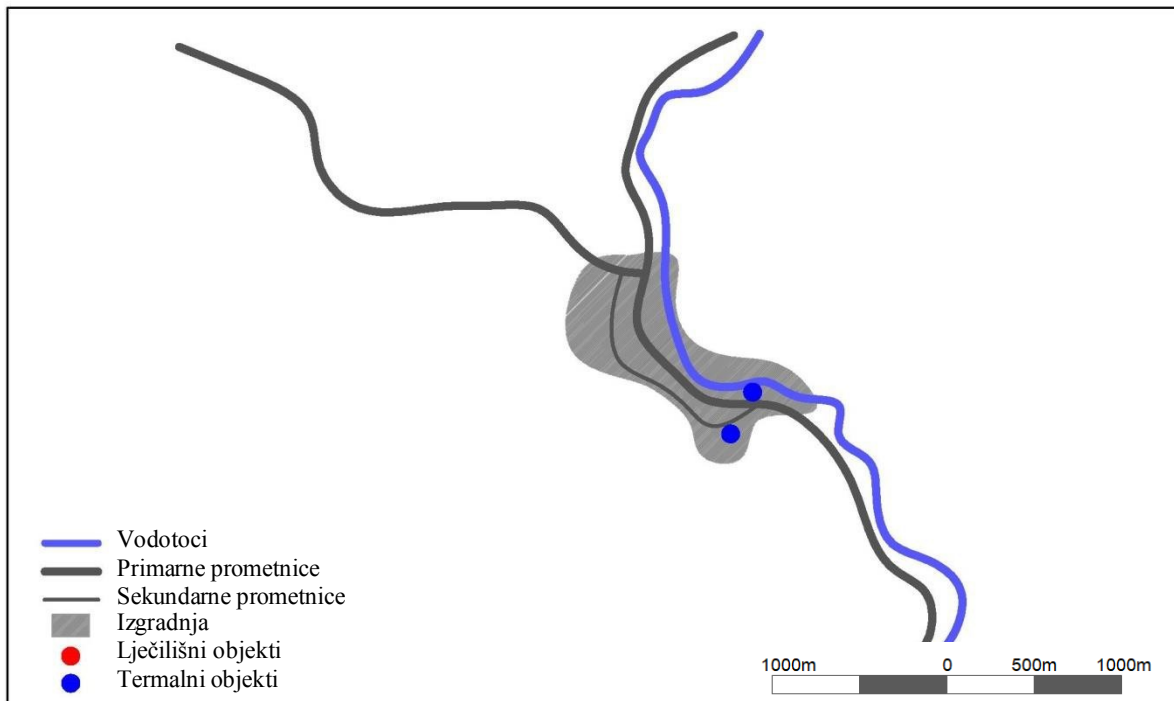 Vodotoci
Primarne prometnice
Sekundarne prometnice
Izgradnja
Lječilišni objekti
Termalni objekti
1000m 0 500m 1000m